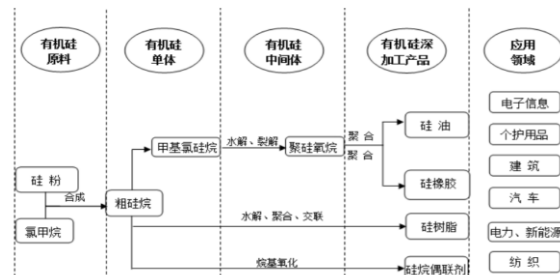 有机硅
原料
有机硅
单体
有机硅
中间体
有机硅深
加工产品
应用
领域
硅粉
氯甲烷
合成
粗硅烷
甲基氯硅烷
水解、裂解
聚硅氧烷
聚合
聚合
硅油
硅橡胶
水解、聚合、交联
硅树脂
烷基氧化
硅烷偶联剂
电子信息
个护用品
建筑
汽车
电力、新能源
纺织